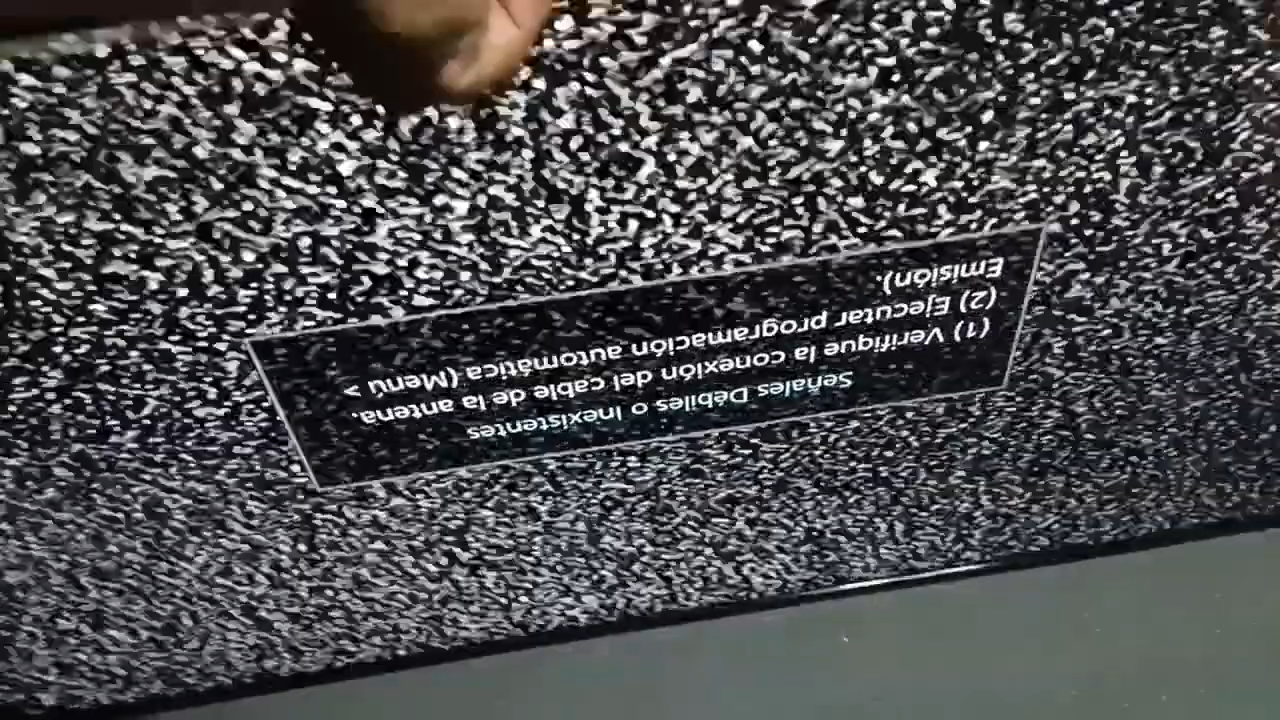 Señales Débiles o Inexistentes
(1) Verifique la conexión del cable de la antena.
(2) Ejecutar programación automática (Menú >
Emisión).